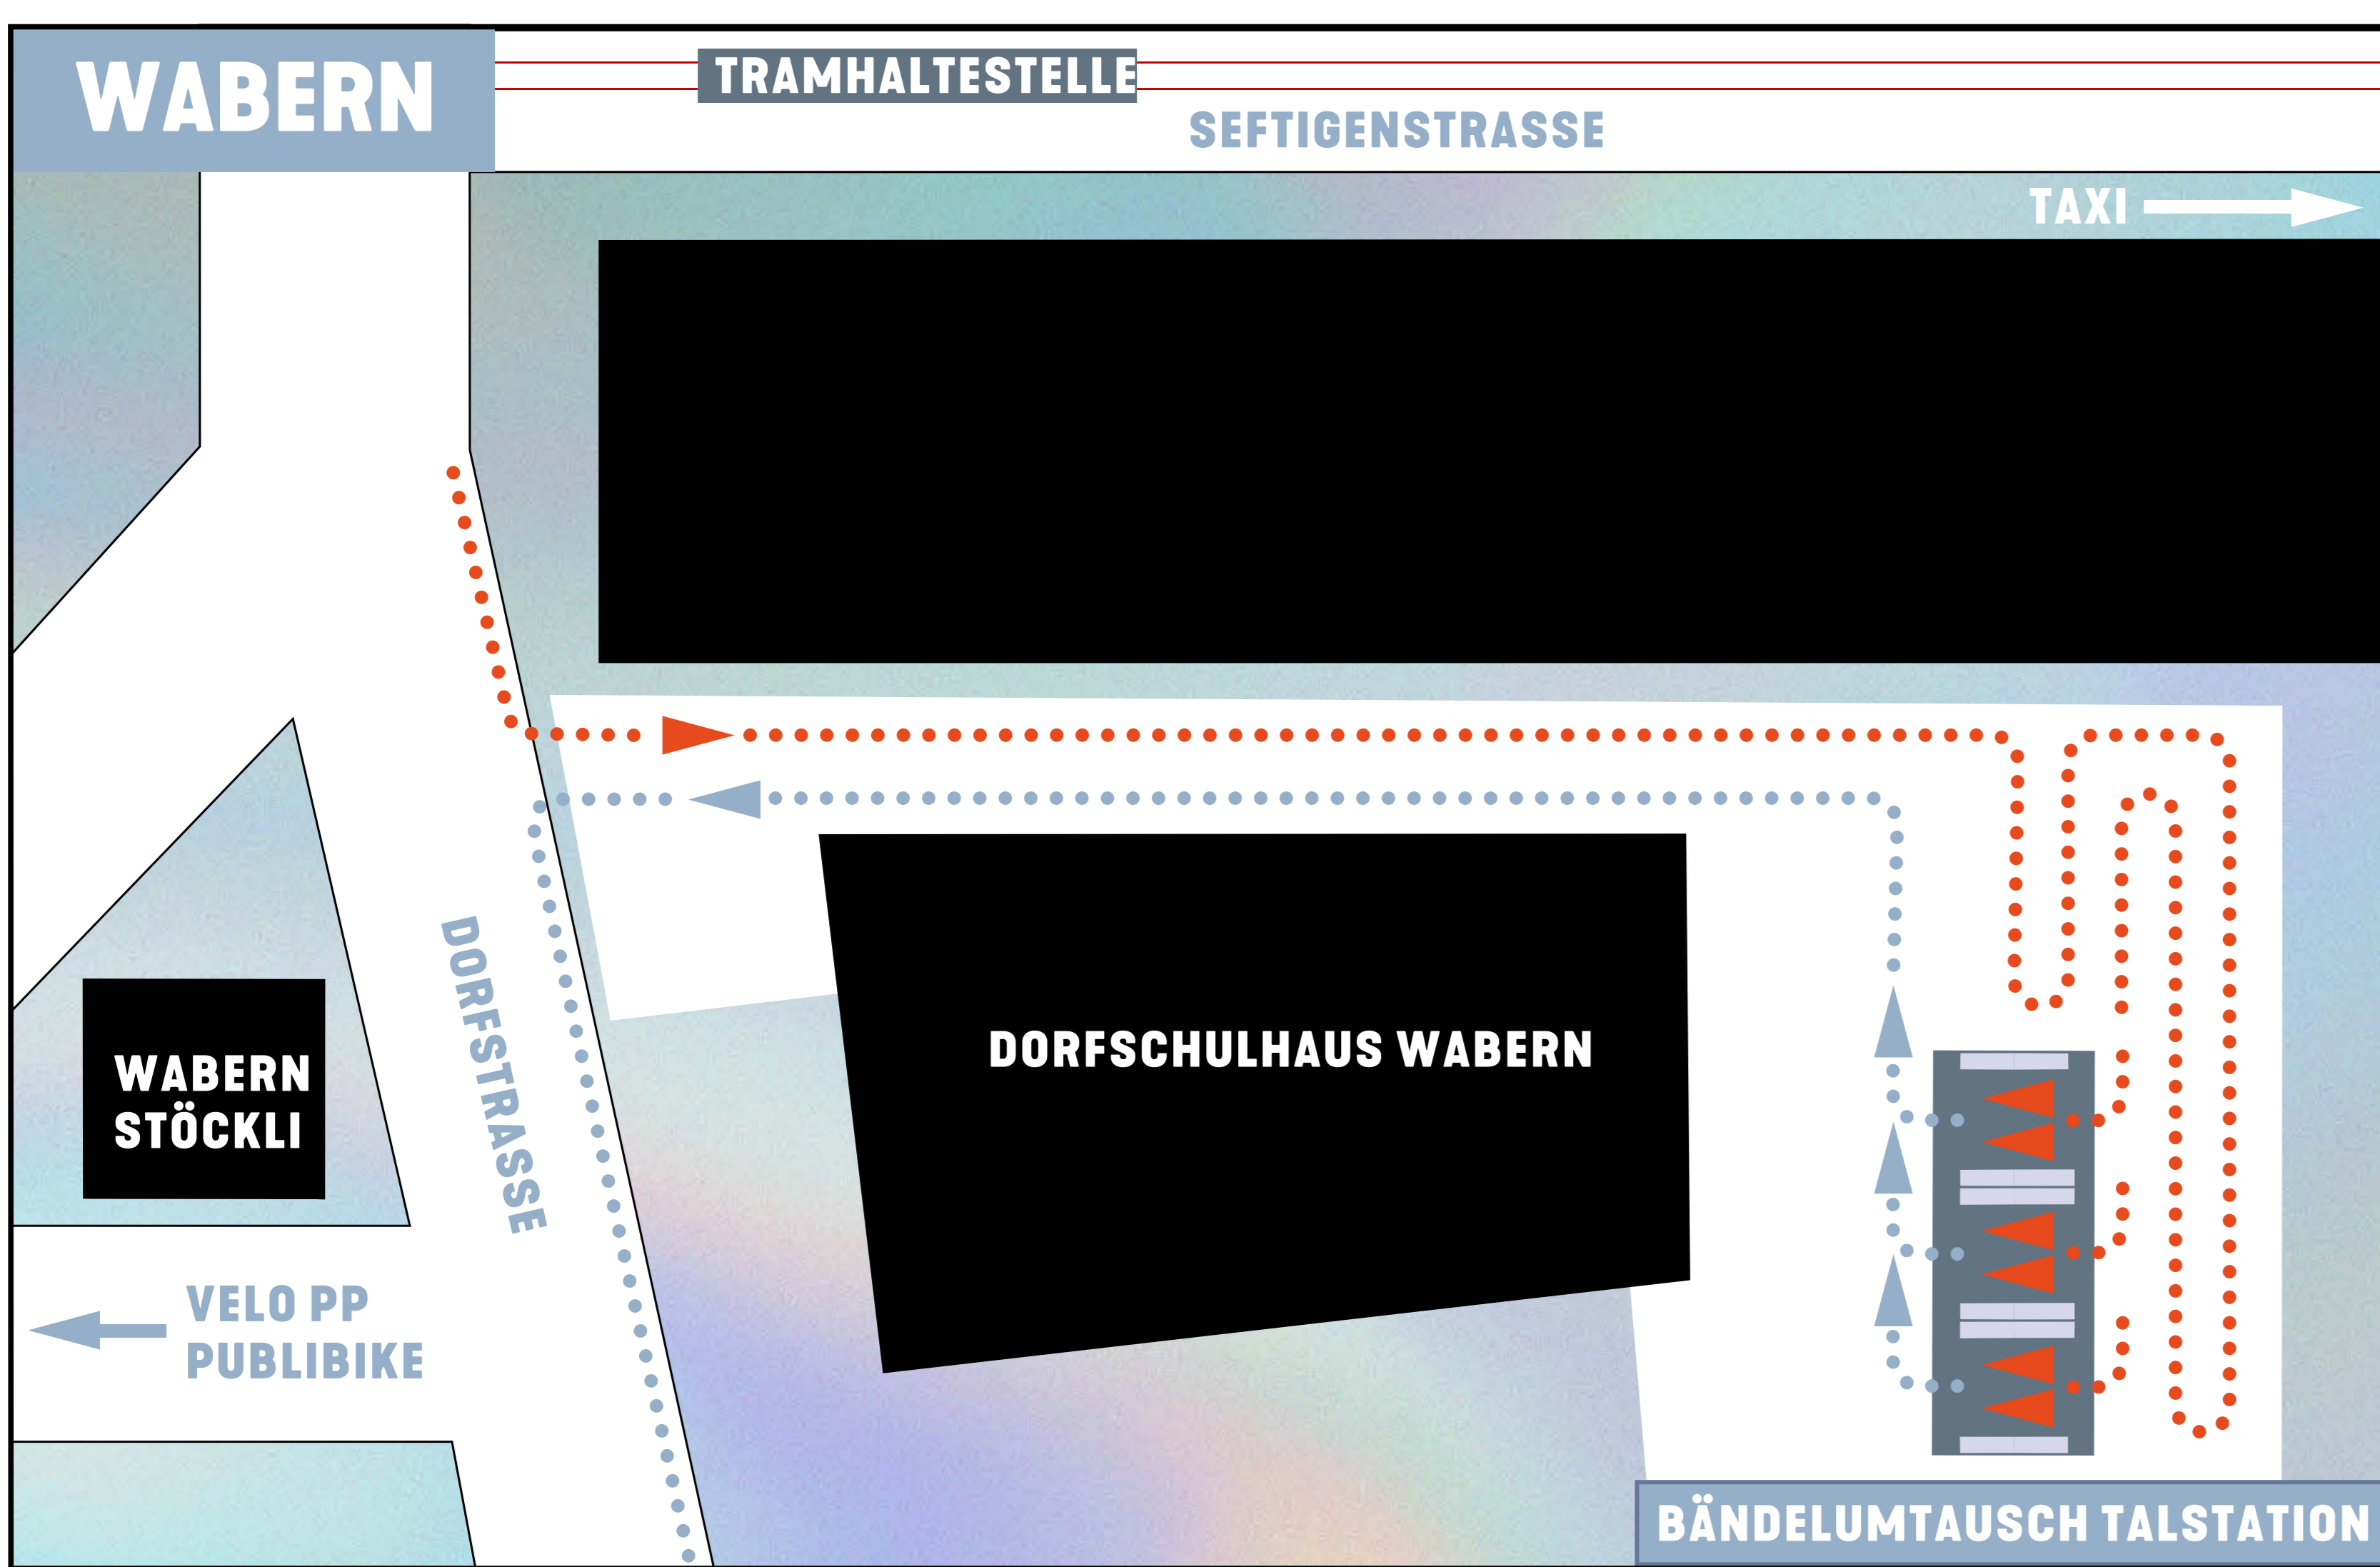 WABERN
TRAMHALTESTELLE
SEFTIGENSTRASSE
TAXI
DORFSTRASSE
WABERN
STÖCKLI
DORFSCHULHAUS WABERN
VELO PP
PUBLIBIKE
BÄNDELUMTAUSCH TALSTATION